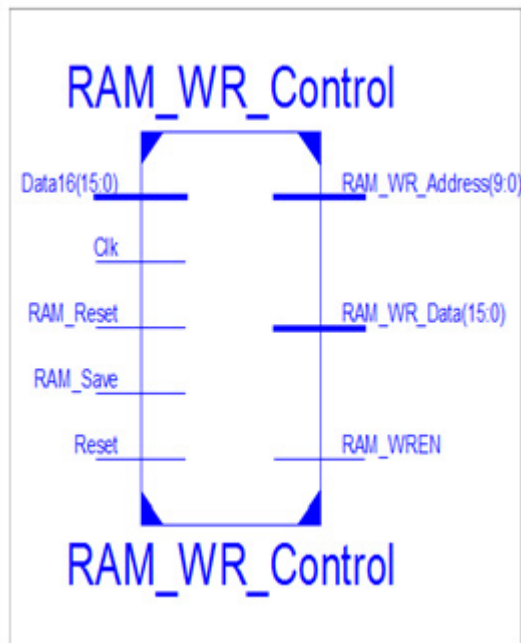 RAM_WR_Control
Data16(15:0)
RAM_WR_Address(9:0)
Clk
RAM_Reset
RAM_WR_Data(15:0)
RAM_Save
Reset
RAM_WREN
RAM_WR_Control